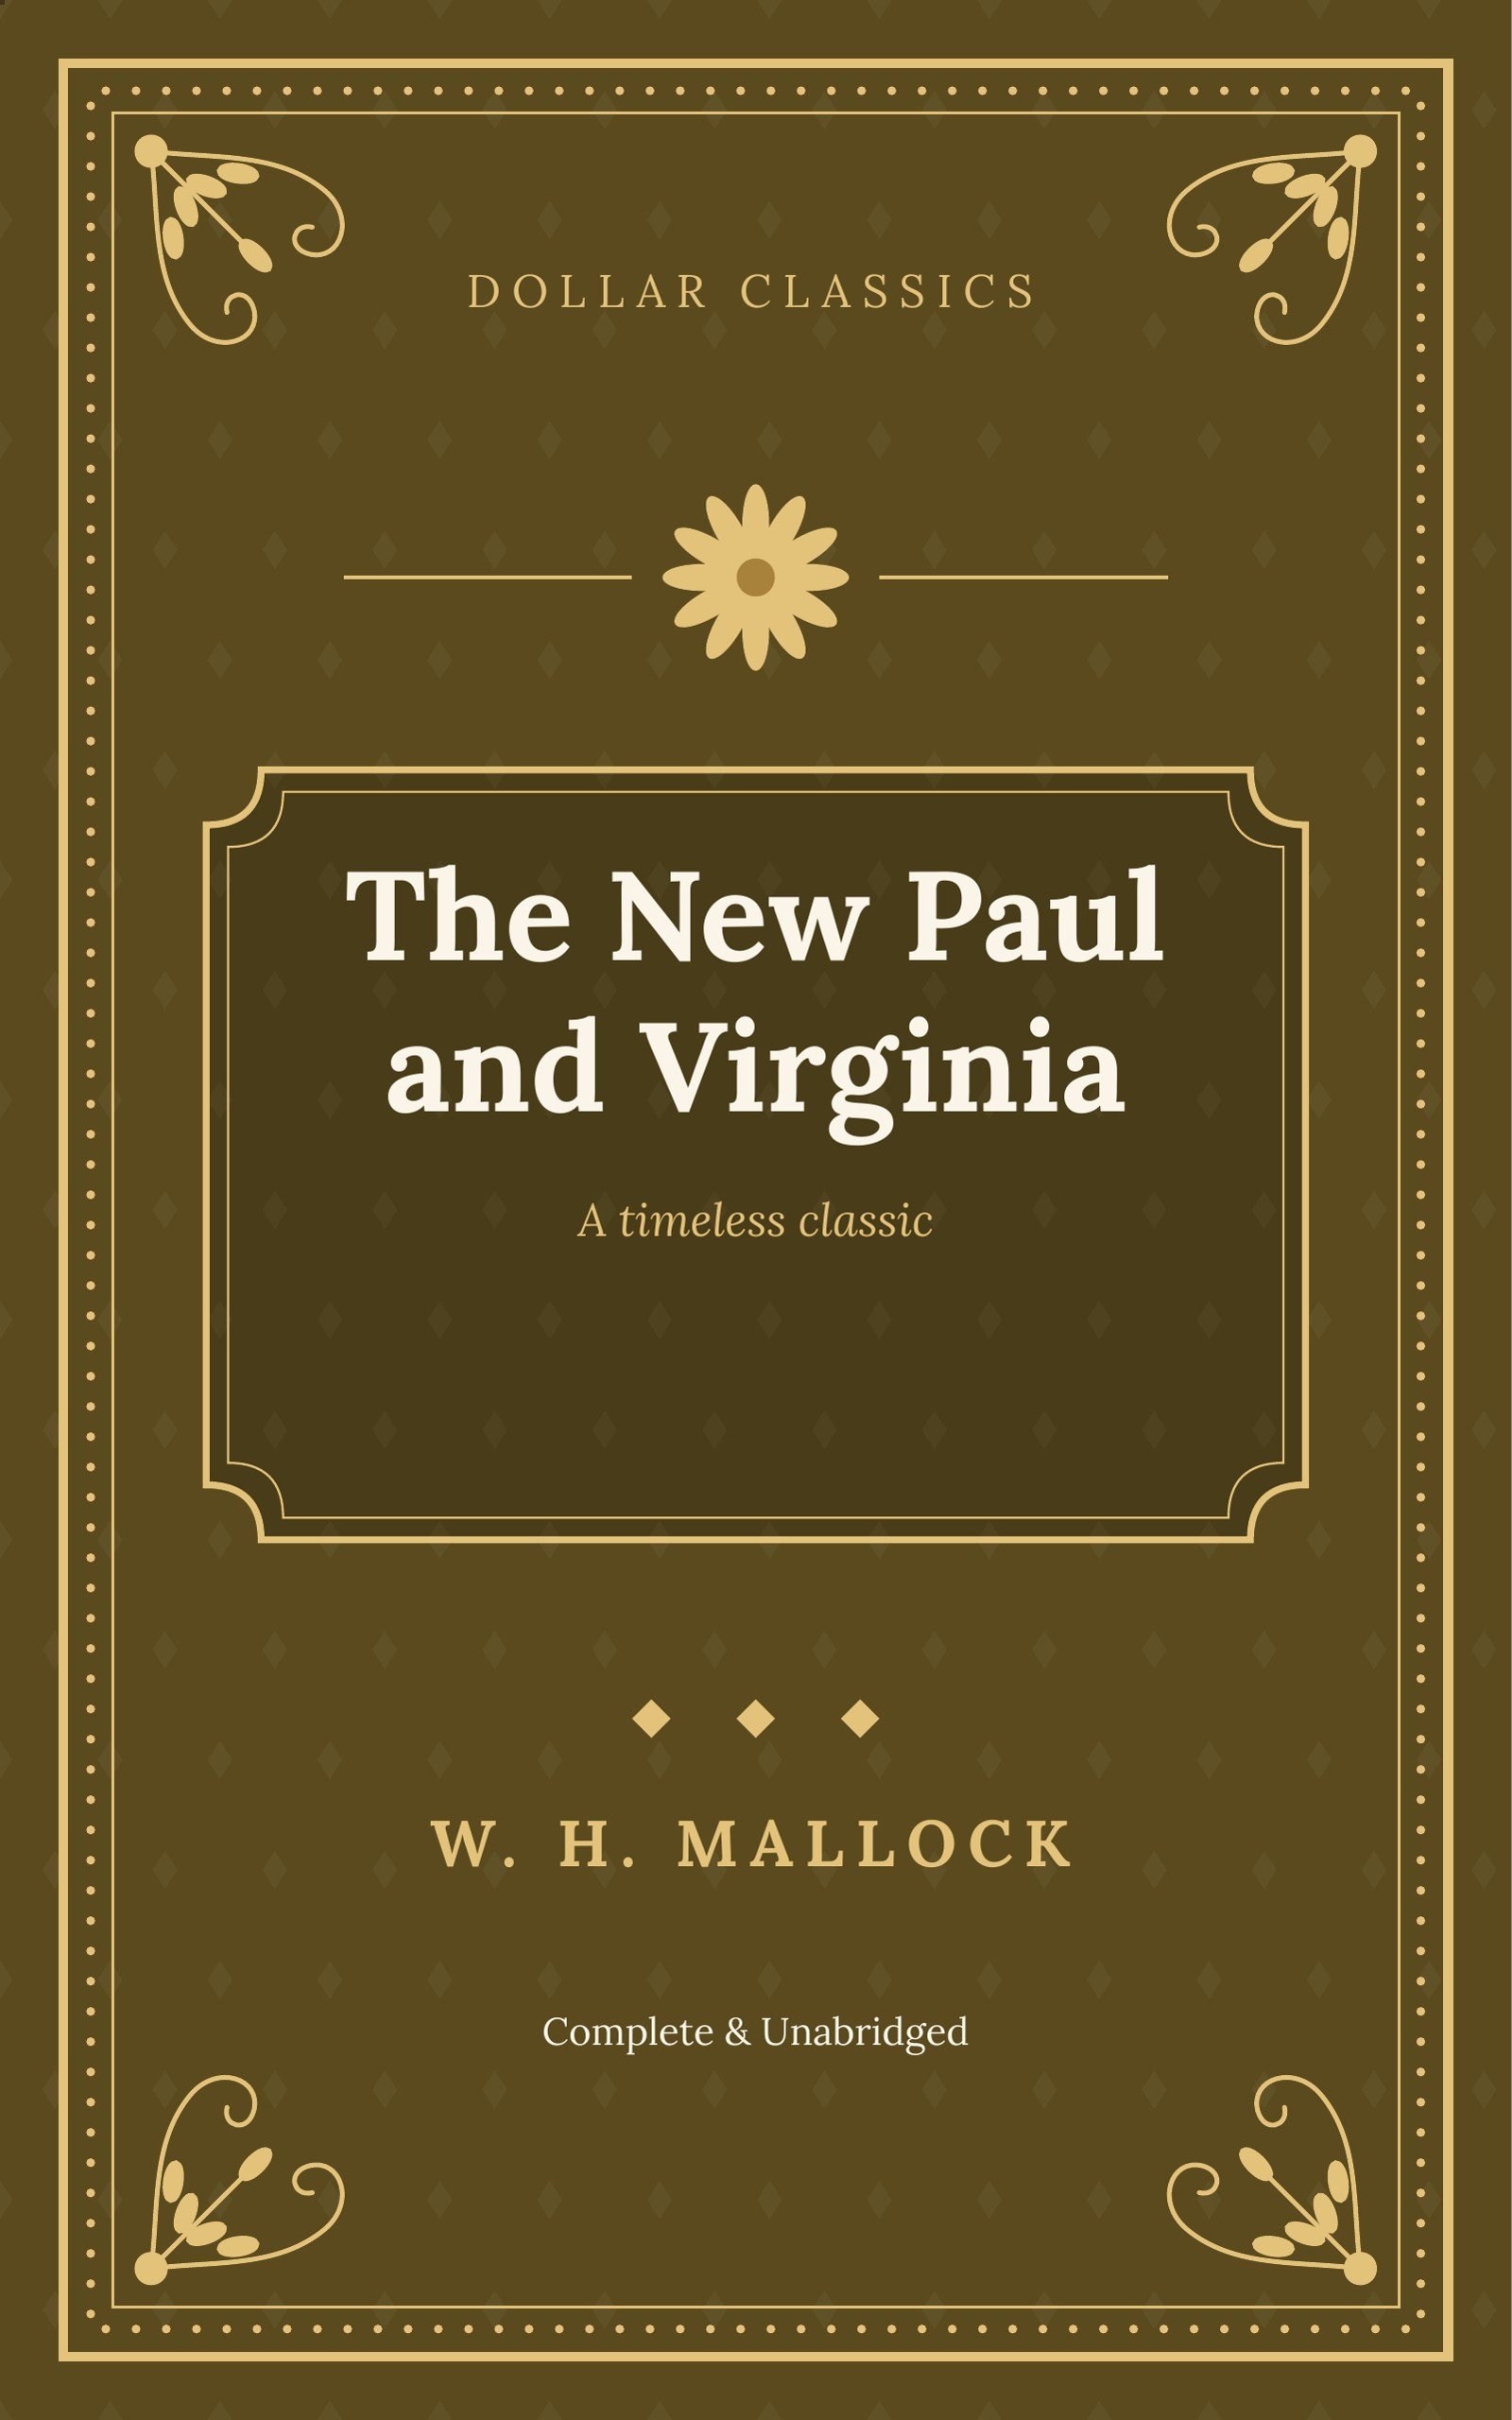 DOLLAR CLASSICS
The New Paul
and Virginia
A timeless classic
W. H. MALLOCK
Complete & Unabridged